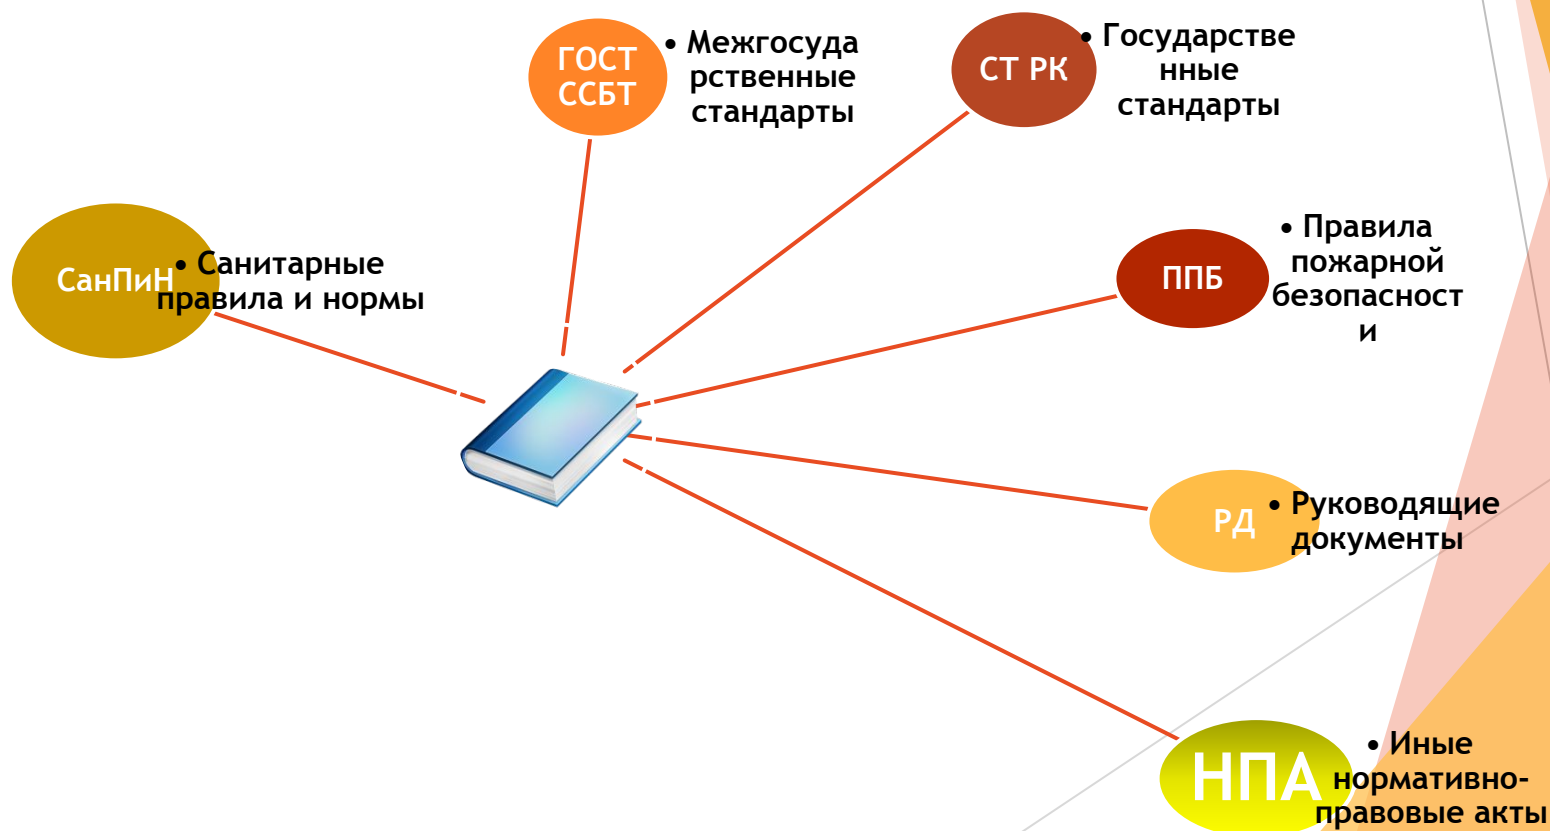 ГОСТ
ССБТ
• Межгосуда
рственные
стандарты
СТ РК
• Государстве
нные
стандарты
СанПиН
• Санитарные
правила и нормы
ППБ
• Правила
пожарной
безопасност
и
РД
• Руководящие
документы
НПА
• Иные
нормативно-
правовые акты